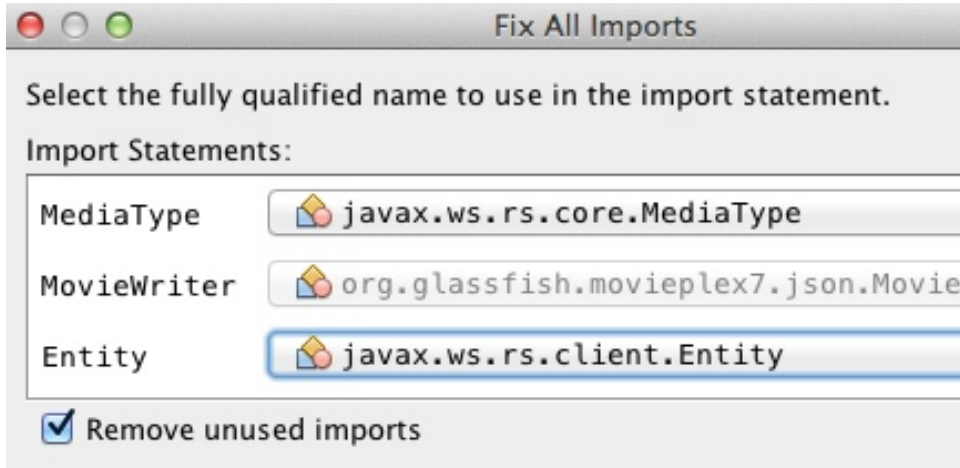 Fix All Imports
Select the fully qualified name to use in the import statement.
Import Statements:
MediaType javax.ws.rs.core.MediaType
MovieWriter org.glassfish.movieplex7.json.Movie
Entity javax.ws.rs.client.Entity
Remove unused imports